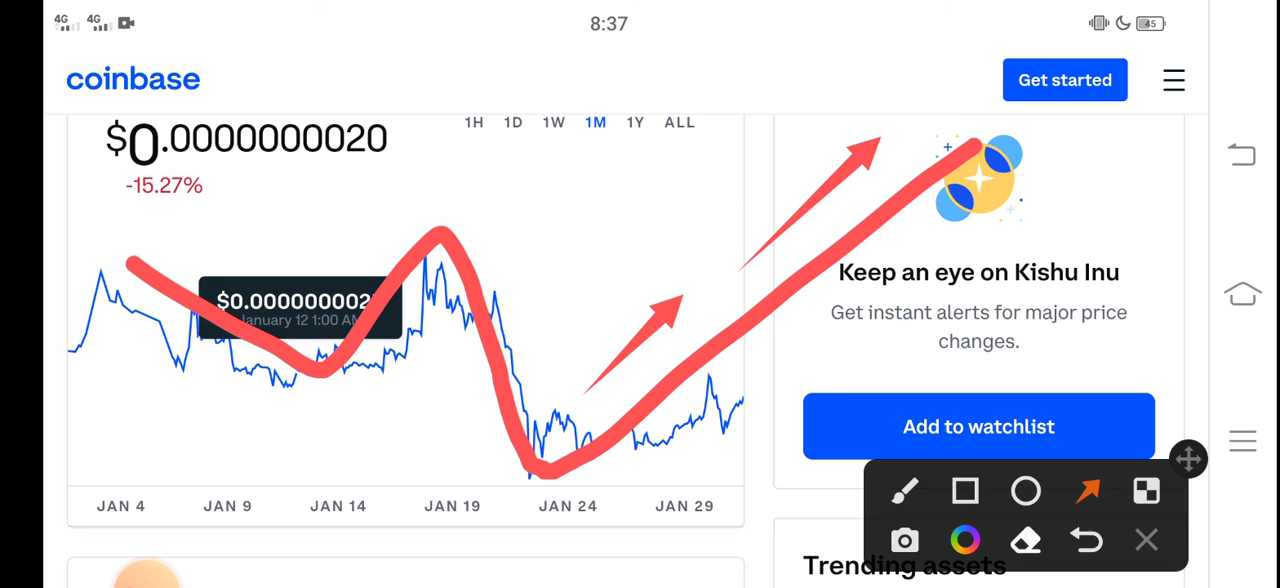 4G 4G 8:37 45
coinbase
Get started
$0.0000000020
1H 1D 1W 1M 1Y ALL
-15.27%
Keep an eye on Kishu Inu
Get instant alerts for major price
changes.
$0.000000002
January 12 1:00 AM
Add to watchlist
JAN 4 JAN 9 JAN 14 JAN 19 JAN 24 JAN 29
Trending assets